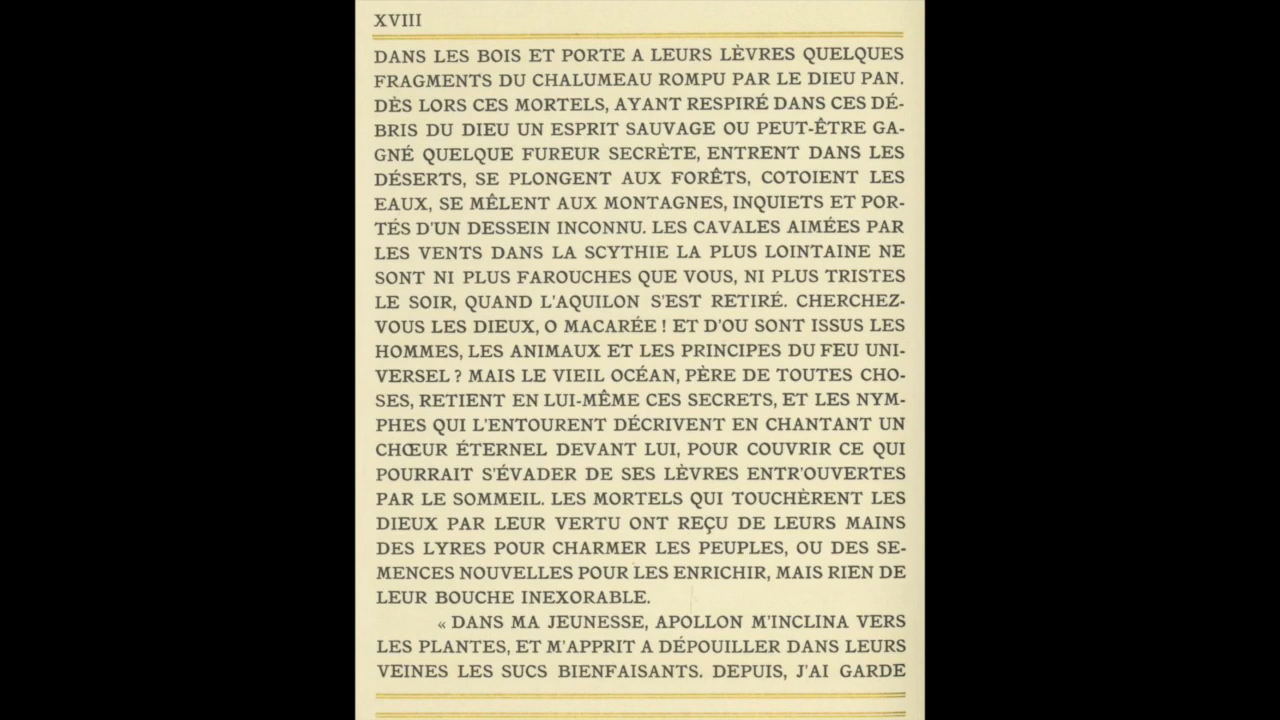 XVIII
DANS LES BOIS ET PORTE A LEURS LÈVRES QUELQUES
FRAGMENTS DU CHALUMEAU ROMPU PAR LE DIEU PAN.
DÈS LORS CES MORTELS, AYANT RESPIRÉ DANS CES DÉ-
BRIS DU DIEU UN ESPRIT SAUVAGE OU PEUT-ÊTRE GA-
GNÉ QUELQUE FUREUR SECRÈTE, ENTRENT DANS LES
DÉSERTS, SE PLONGENT AUX FORÊTS, COTOIENT LES
EAUX, SE MÊLENT AUX MONTAGNES, INQUIETS ET POR-
TÉS D'UN DESSEIN INCONNU. LES CAVALES AIMÉES PAR
LES VENTS DANS LA SCYTHIE LA PLUS LOINTAINE NE
SONT NI PLUS FAROUCHES QUE VOUS, NI PLUS TRISTES
LE SOIR, QUAND L'AQUILON S'EST RETIRÉ. CHERCHEZ-
VOUS LES DIEUX, O MACARÉE ! ET D'OU SONT ISSUS LES
HOMMES, LES ANIMAUX ET LES PRINCIPES DU FEU UNI-
VERSEL ? MAIS LE VIEIL OCÉAN, PÈRE DE TOUTES CHO-
SES, RETIENT EN LUI-MÊME CES SECRETS, ET LES NYM-
PHES QUI L'ENTOURENT DÉCRIVENT EN CHANTANT UN
CHŒUR ÉTERNEL DEVANT LUI, POUR COUVRIR CE QUI
POURRAIT S'ÉVADER DE SES LÈVRES ENTR'OUVERTES
PAR LE SOMMEIL. LES MORTELS QUI TOUCHÈRENT LES
DIEUX PAR LEUR VERTU ONT REÇU DE LEURS MAINS
DES LYRES POUR CHARMER LES PEUPLES, OU DES SE-
MENCES NOUVELLES POUR LES ENRICHIR, MAIS RIEN DE
LEUR BOUCHE INEXORABLE.
« DANS MA JEUNESSE, APOLLON M'INCLINA VERS
LES PLANTES, ET M'APPRIT A DÉPOUILLER DANS LEURS
VEINES LES SUCS BIENFAISANTS. DEPUIS, J'AI GARDE